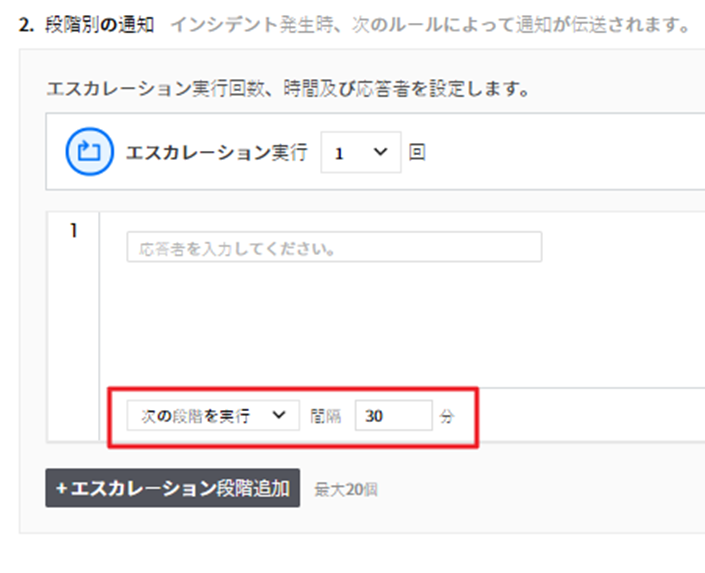 2. 段階別の通知 インシデント発生時、次のルールによって通知が伝送されます。
エスカレーション実行回数、時間及び応答者を設定します。
エスカレーション実行 1 回
1
応答者を入力してください。
次の段階を実行 間隔 30 分
+エスカレーション段階追加 最大20個